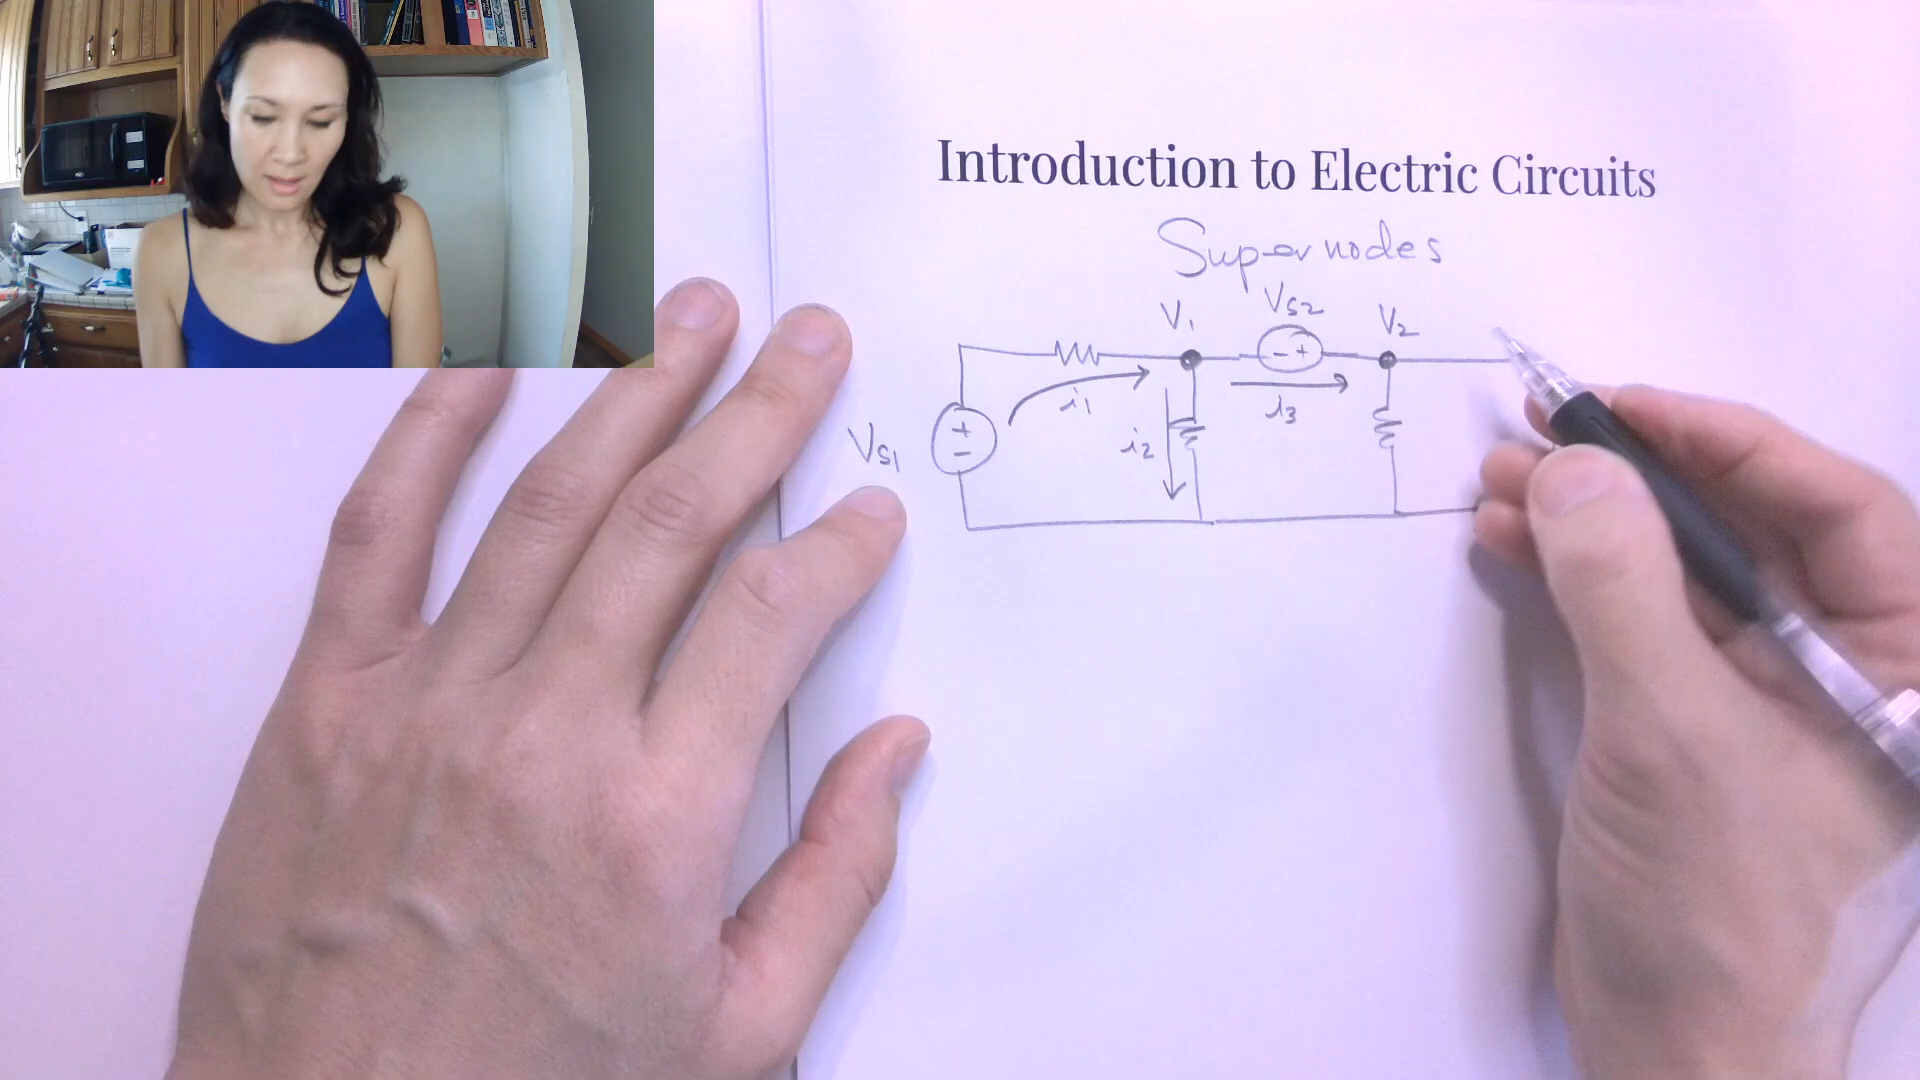 Introduction to Electric Circuits
Supernodes
V1
VS2
V2
- +
i1
i3
VS1
+
-
i2